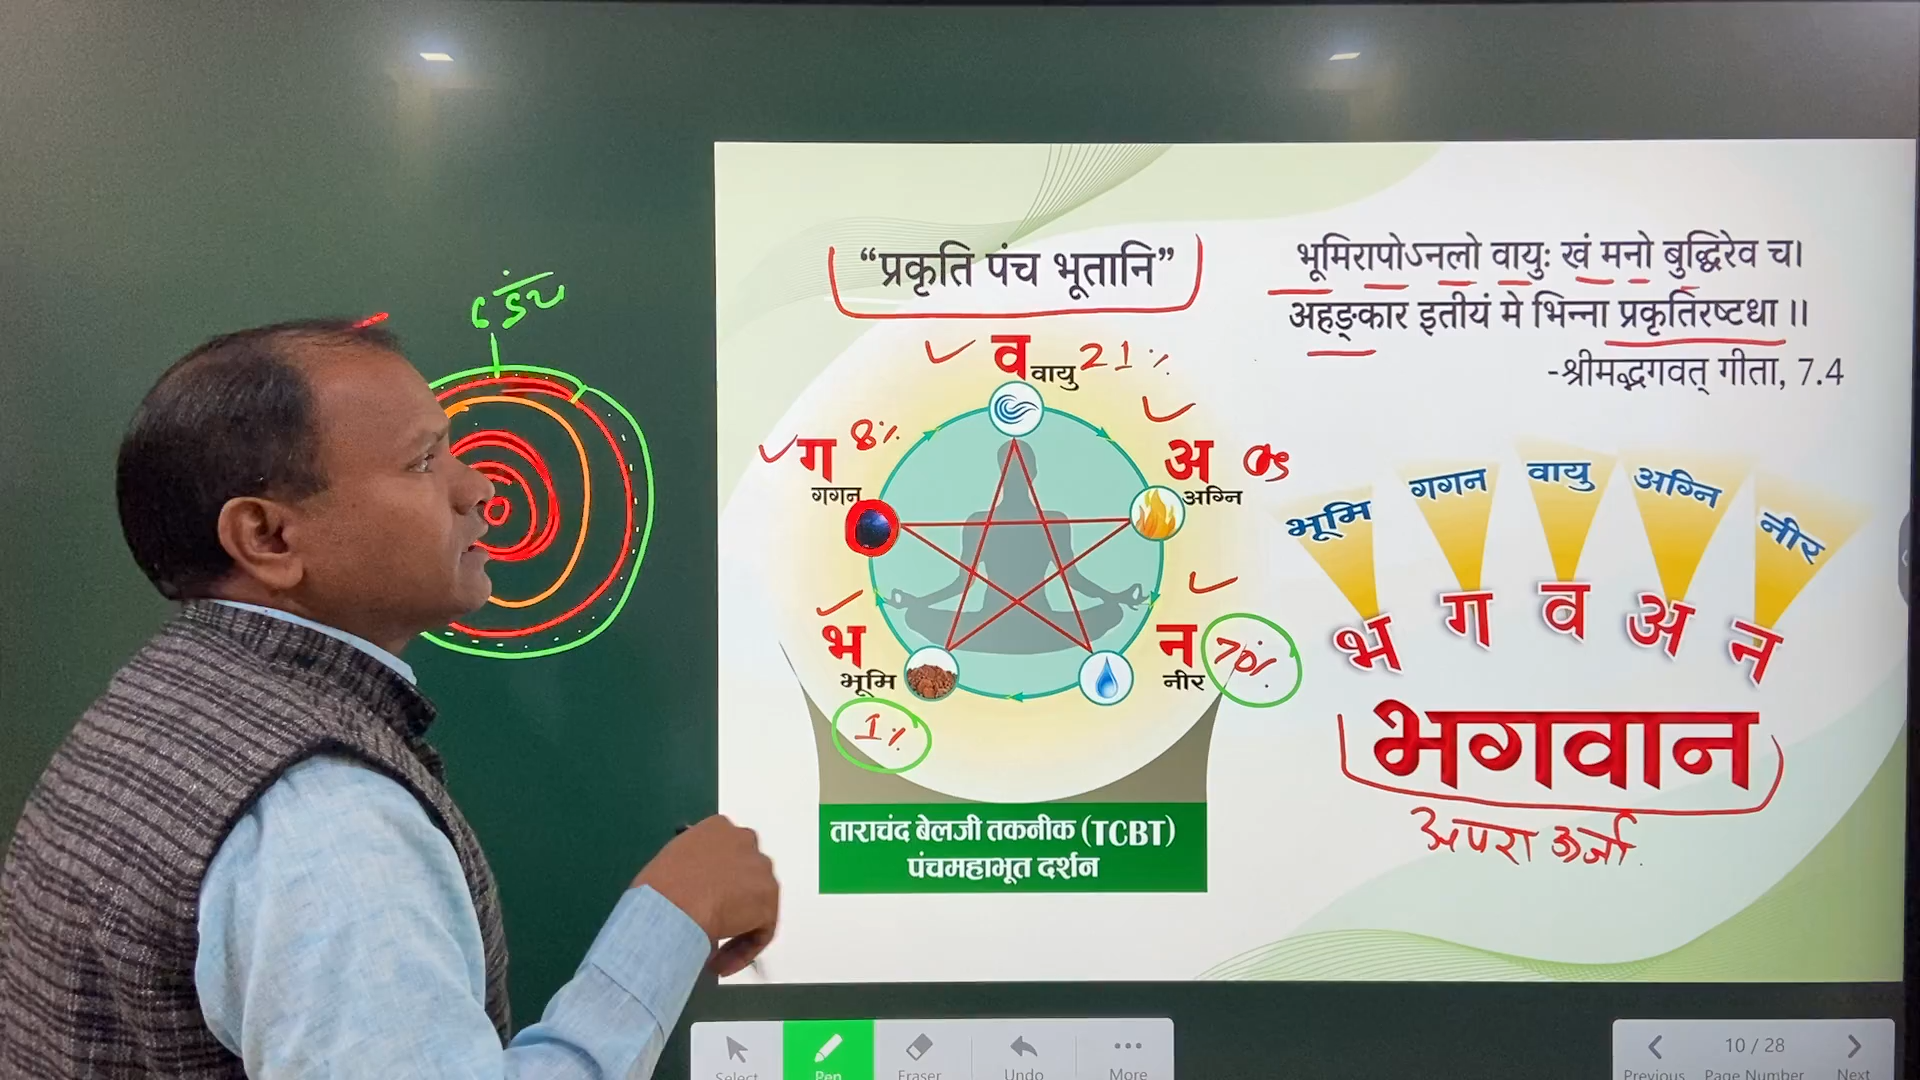 “प्रकृति पंच भूतानि”
व
वायु
21%
ग
8%
गगन
अ
अग्नि
भ
भूमि
1%
न
नीर
70%
ताराचंद बेलजी तकनीक (TCBT)
पंचमहाभूत दर्शन
भूमिरापोऽनलो वायुः खं मनो बुद्धिरेव च।
अहङ्कार इतीयं मे भिन्ना प्रकृतिरष्टधा ।।
-श्रीमद्भगवत् गीता, 7.4
भूमि गगन वायु अग्नि नीर
भ ग व अ न
भगवान
अपरा ऊर्जा
Select Pen Eraser Undo More
10 / 28
Previous Page Number Next